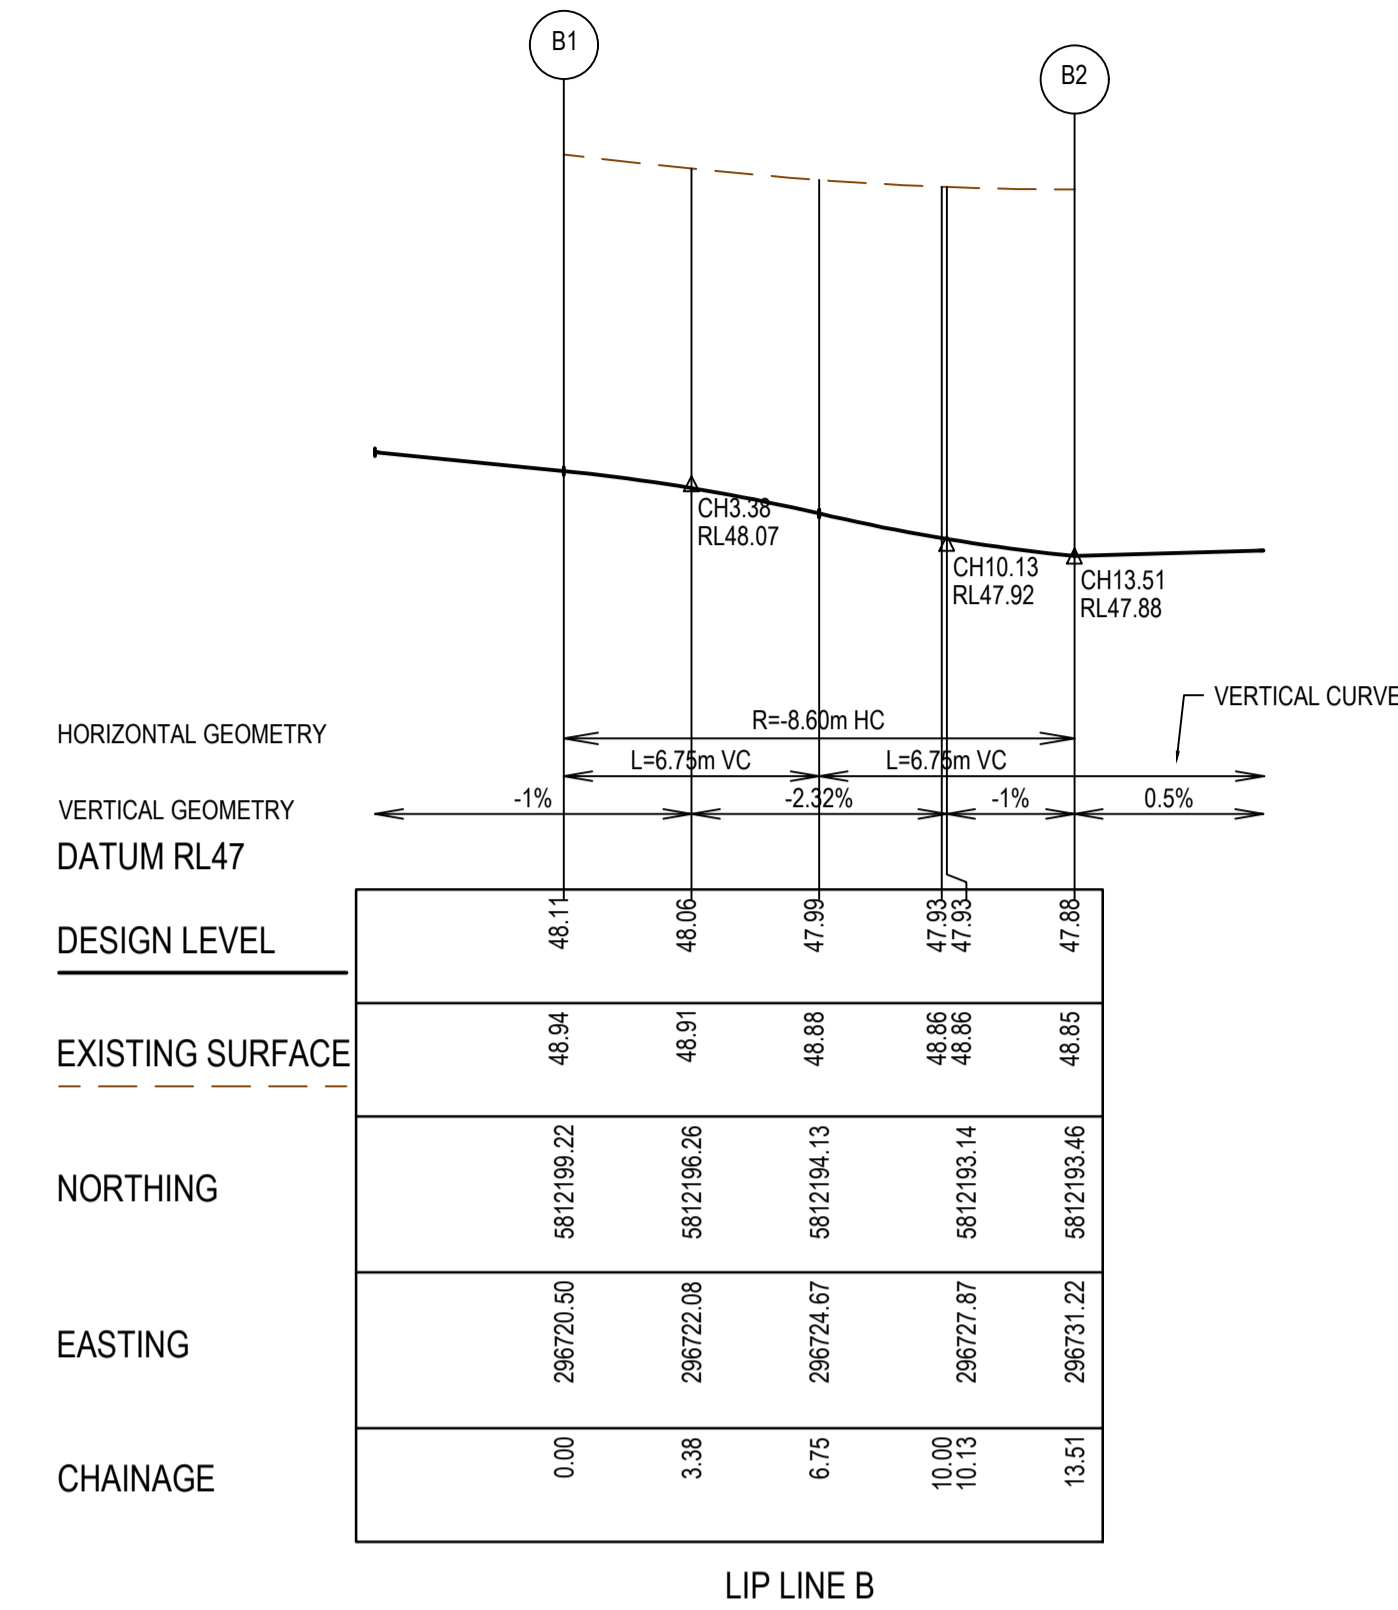 B1
B2
CH3.38
RL48.07
CH10.13
RL47.92
CH13.51
RL47.88
VERTICAL CURVE
HORIZONTAL GEOMETRY
R=-8.60m HC
L=6.75m VC
L=6.75m VC
VERTICAL GEOMETRY
-1%
-2.32%
-1%
0.5%
DATUM RL47
DESIGN LEVEL
48.11
48.06
47.99
47.93
47.93
47.88
EXISTING SURFACE
48.94
48.91
48.88
48.86
48.86
48.85
NORTHING
5812199.22
5812196.26
5812194.13
5812193.14
5812193.46
EASTING
296720.50
296722.08
296724.67
296727.87
296731.22
CHAINAGE
0.00
3.38
6.75
10.00
10.13
13.51
LIP LINE B